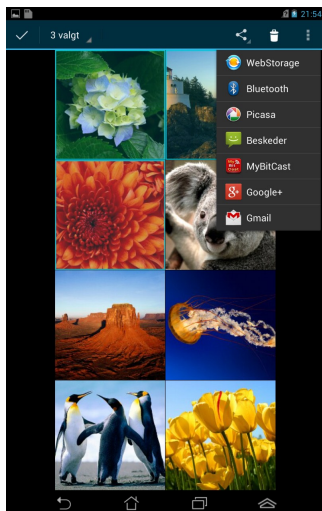 21:54
3 valgt
WebStorage
Bluetooth
Picasa
Beskeder
MyBitCast
Google+
Gmail